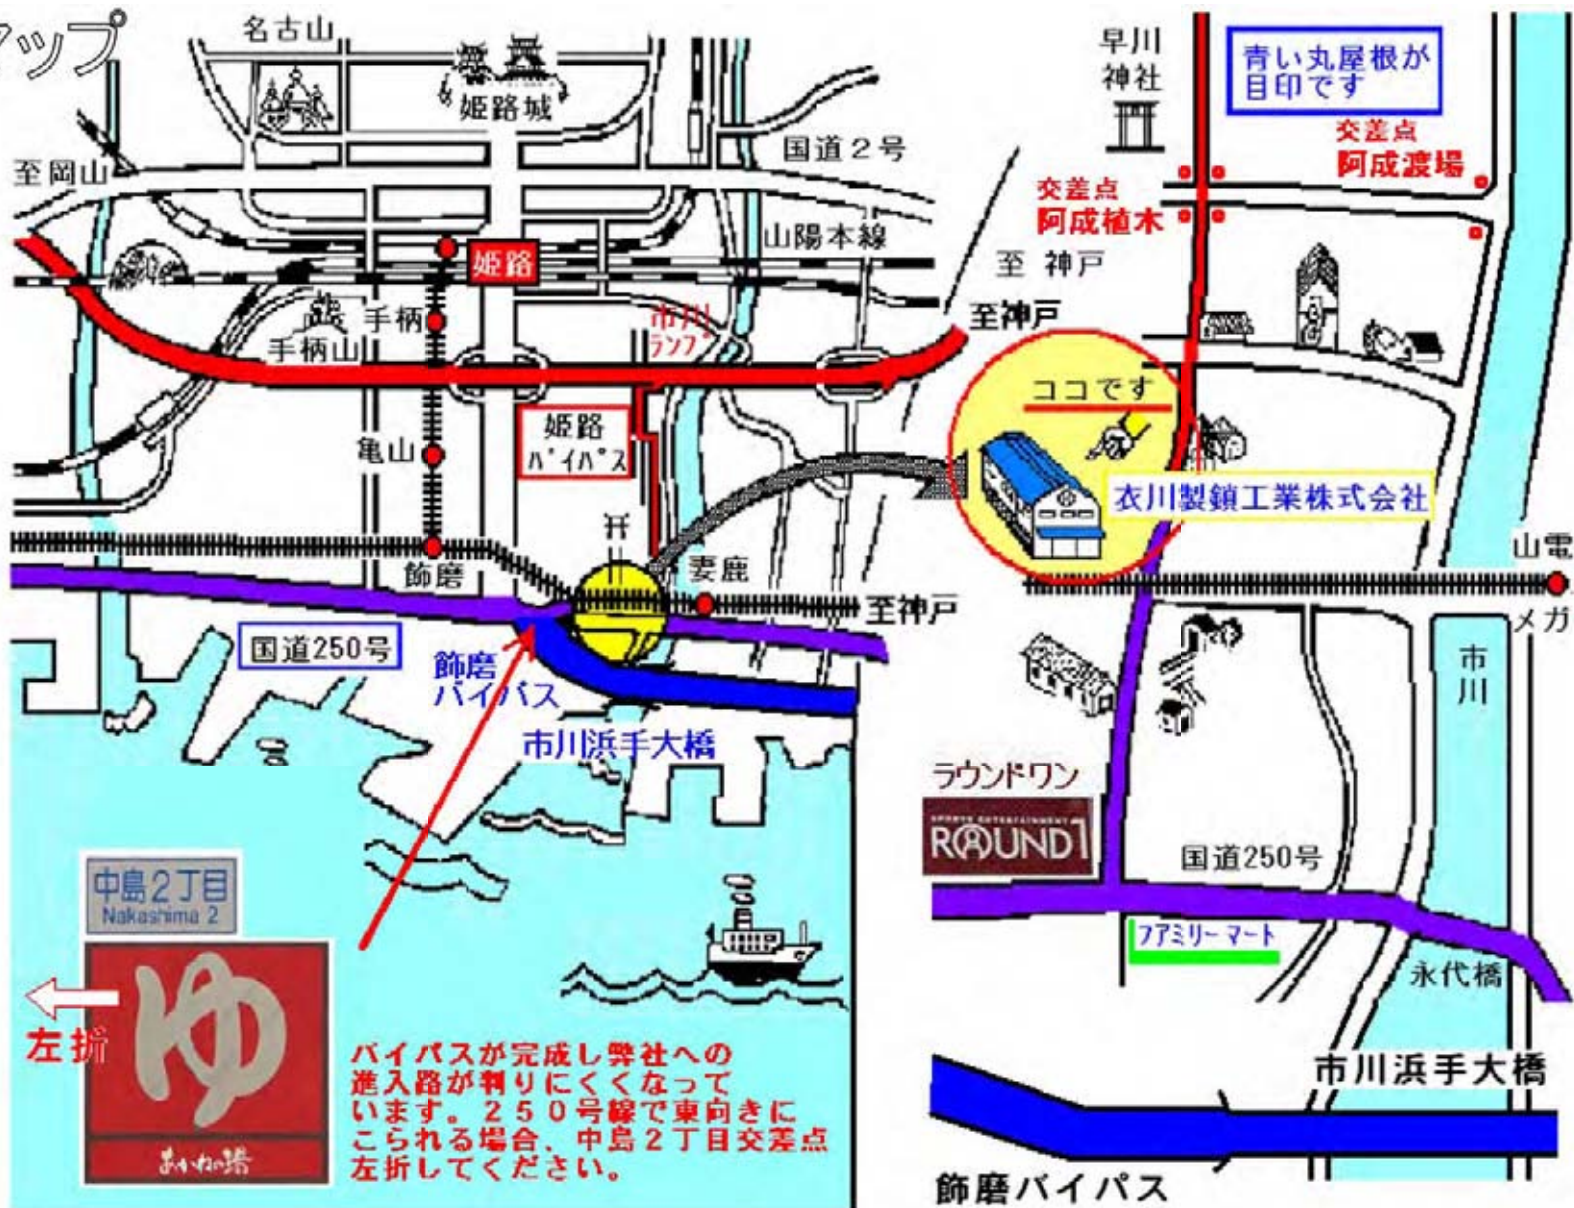 マップ
名古山
姫路城
至岡山
国道２号
山陽本線
姫路
手柄
手柄山
市川
ランプ
至 神戸
至神戸
姫路
バイパス
亀山
飾磨
妻鹿
至神戸
国道250号
飾磨
バイパス
市川浜手大橋
中島２丁目
Nakashima 2
ゆ
あかねの湯
左折
バイパスが完成し弊社への
進入路が判りにくくなって
います。２５０号線で東向きに
こられる場合、中島２丁目交差点
左折してください。
早川
神社
青い丸屋根が
目印です
交差点
阿成渡場
交差点
阿成植木
ココです
衣川製鎖工業株式会社
山電
メガ
市川
ラウンドワン
SPORTS ENTERTAINMENT
ROUND1
国道250号
フアミリーマート
永代橋
市川浜手大橋
飾磨バイパス